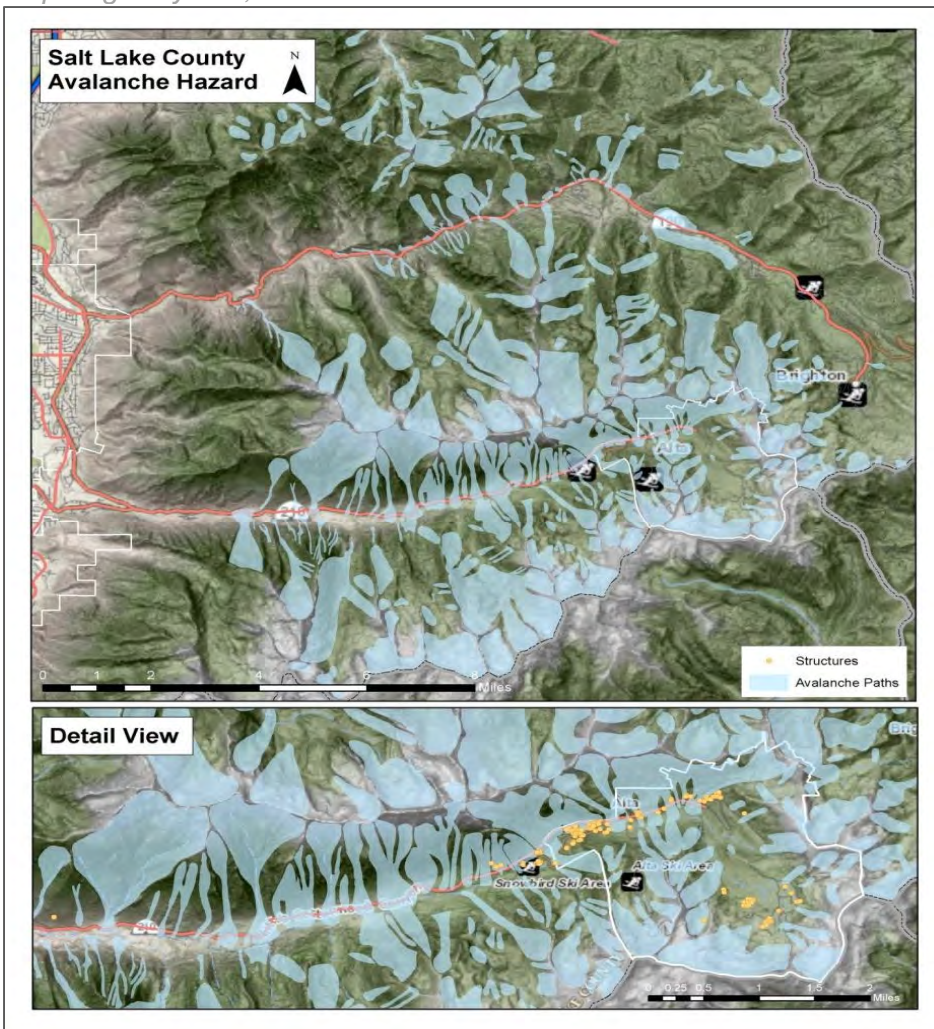 Salt Lake County
Avalanche Hazard
N
Brighton
Alta
210
0 1 2 4 6 8
Miles
Structures
Avalanche Paths
Detail View
Alta
Alta Ski Area
Snowbird Ski Area
210
0 0.25 0.5 1 1.5 2
Miles